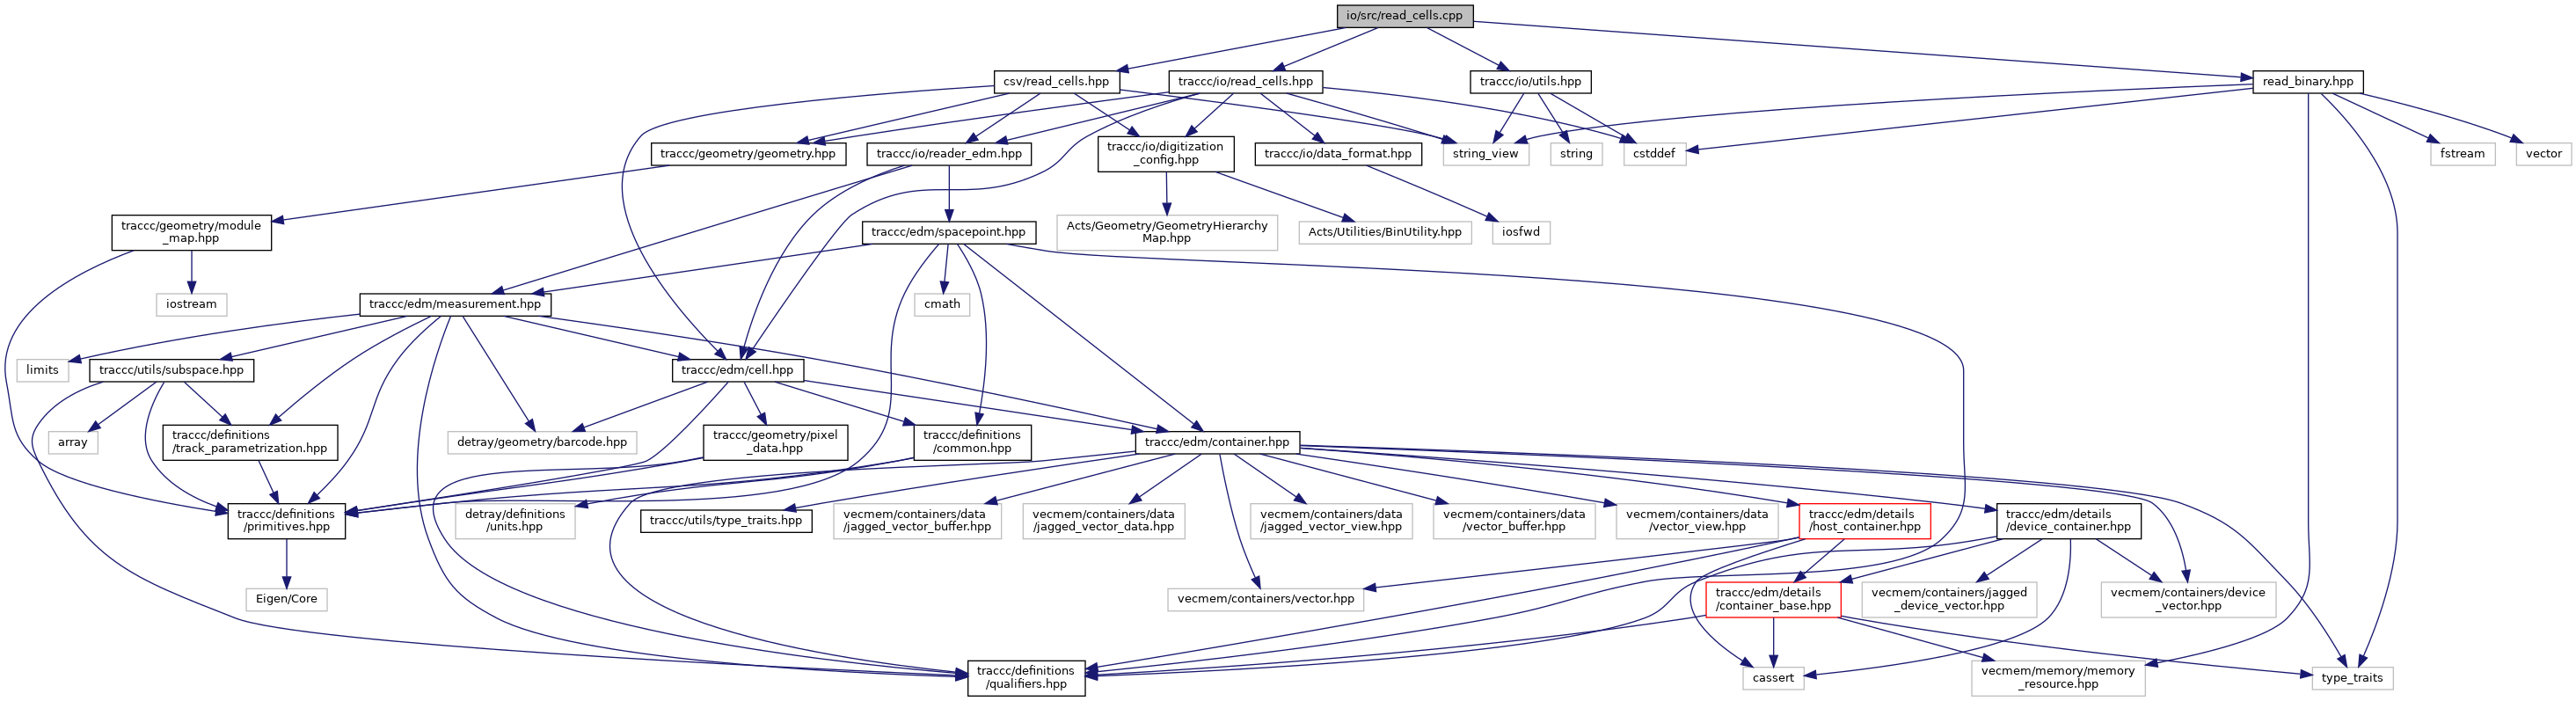 io/src/read_cells.cpp
csv/read_cells.hpp
traccc/io/read_cells.hpp
traccc/io/utils.hpp
read_binary.hpp
traccc/geometry/geometry.hpp
traccc/io/reader_edm.hpp
traccc/io/digitization
_config.hpp
traccc/io/data_format.hpp
string_view
string
cstddef
fstream
vector
traccc/geometry/module
_map.hpp
traccc/edm/spacepoint.hpp
Acts/Geometry/GeometryHierarchy
Map.hpp
Acts/Utilities/BinUtility.hpp
iosfwd
iostream
traccc/edm/measurement.hpp
cmath
limits
traccc/utils/subspace.hpp
traccc/edm/cell.hpp
array
traccc/definitions
/track_parametrization.hpp
detray/geometry/barcode.hpp
traccc/geometry/pixel
_data.hpp
traccc/definitions
/common.hpp
traccc/edm/container.hpp
traccc/definitions
/primitives.hpp
detray/definitions
/units.hpp
traccc/utils/type_traits.hpp
vecmem/containers/data
/jagged_vector_buffer.hpp
vecmem/containers/data
/jagged_vector_data.hpp
vecmem/containers/data
/jagged_vector_view.hpp
vecmem/containers/data
/vector_buffer.hpp
vecmem/containers/data
/vector_view.hpp
traccc/edm/details
/host_container.hpp
traccc/edm/details
/device_container.hpp
Eigen/Core
vecmem/containers/vector.hpp
traccc/edm/details
/container_base.hpp
vecmem/containers/jagged
_device_vector.hpp
vecmem/containers/device
_vector.hpp
traccc/definitions
/qualifiers.hpp
cassert
vecmem/memory/memory
_resource.hpp
type_traits